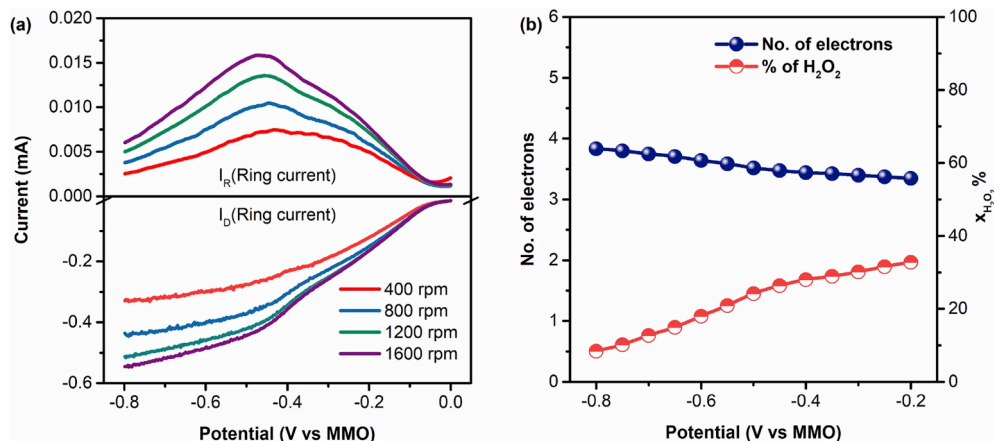 (a)
0.020
0.015
0.010
0.005
0.000
-0.2
-0.4
-0.6
Current (mA)
I_R(Ring current)
I_D(Ring current)
400 rpm
800 rpm
1200 rpm
1600 rpm
-0.8 -0.6 -0.4 -0.2 0.0
Potential (V vs MMO)
(b)
6
5
4
3
2
1
0
No. of electrons
No. of electrons
% of H₂O₂
100
80
60
40
20
0
x_H₂O₂ %
-0.8 -0.6 -0.4 -0.2
Potential (V vs MMO)